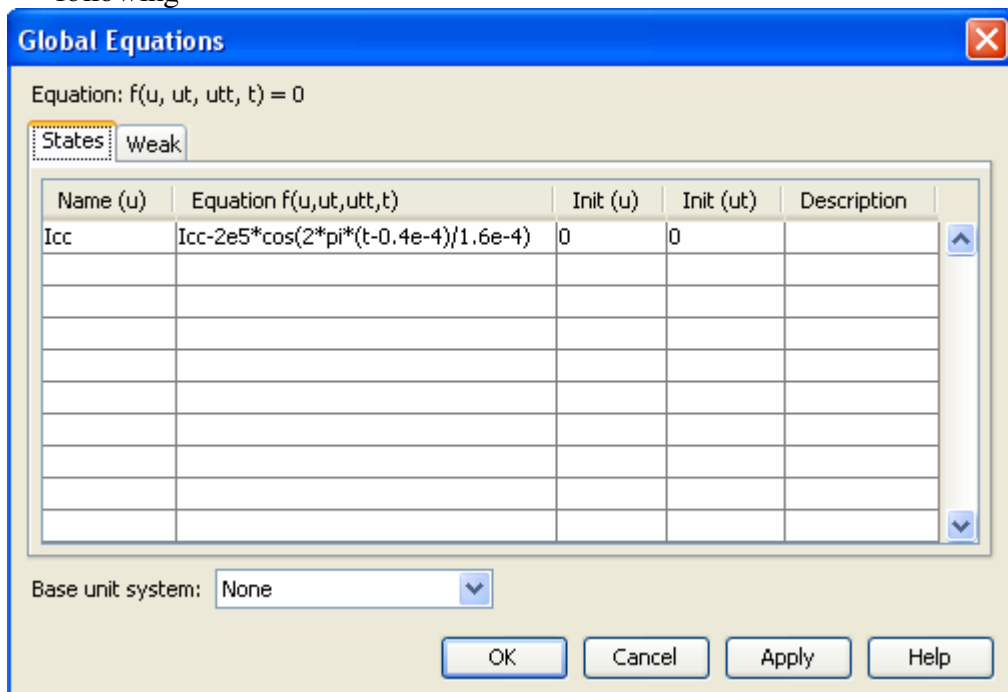 following
Global Equations
Equation: f(u, ut, utt, t) = 0
States Weak
Name (u) Equation f(u,ut,utt,t) Init (u) Init (ut) Description
Icc Icc-2e5*cos(2*pi*(t-0.4e-4)/1.6e-4) 0 0
Base unit system: None
OK Cancel Apply Help